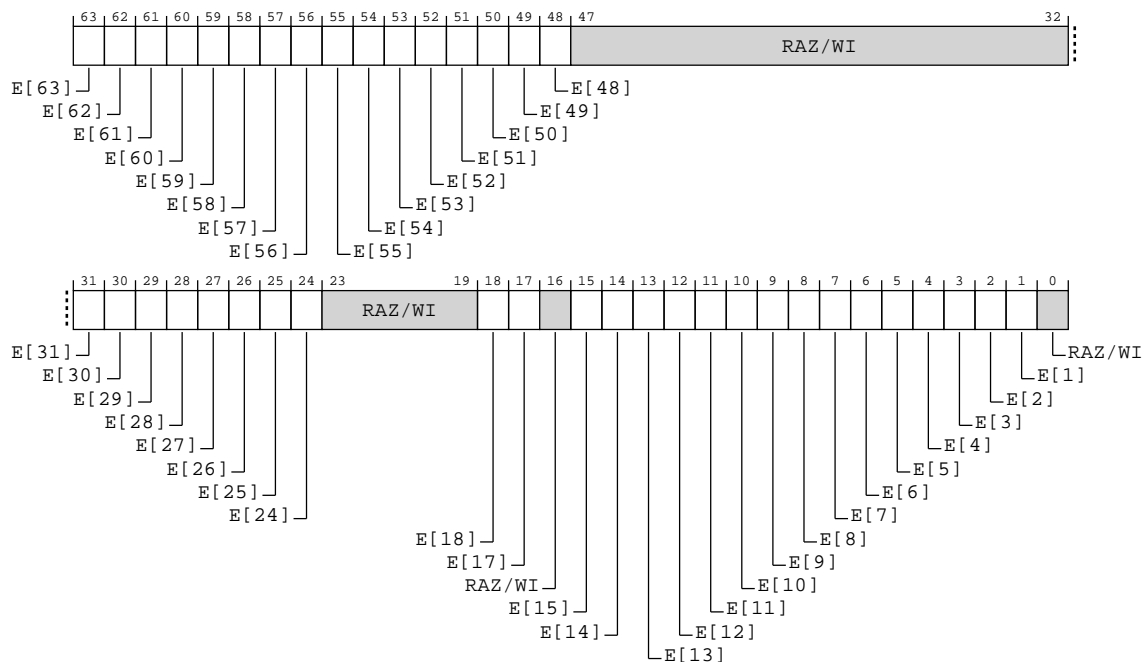 63 62 61 60 59 58 57 56 55 54 53 52 51 50 49 48 47 32
RAZ/WI
E[63] E[48]
E[62] E[49]
E[61] E[50]
E[60] E[51]
E[59] E[52]
E[58] E[53]
E[57] E[54]
E[56] E[55]
31 30 29 28 27 26 25 24 23 19 18 17 16 15 14 13 12 11 10 9 8 7 6 5 4 3 2 1 0
RAZ/WI
E[31] RAZ/WI
E[30] E[1]
E[29] E[2]
E[28] E[3]
E[27] E[4]
E[26] E[5]
E[25] E[6]
E[24] E[7]
E[18] E[8]
E[17] E[9]
RAZ/WI E[10]
E[15] E[11]
E[14] E[12]
E[13]